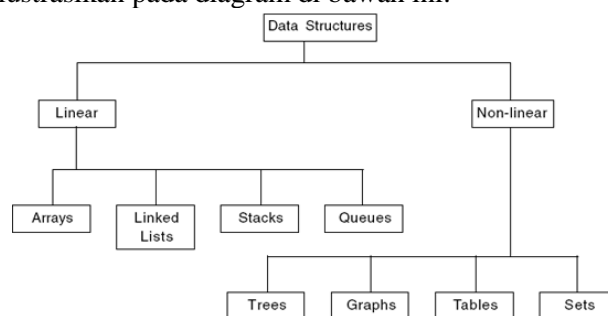 ilustrasikan pada diagram di bawah ini.
Data Structures
Linear
Non-linear
Arrays
Linked
Lists
Stacks
Queues
Trees
Graphs
Tables
Sets